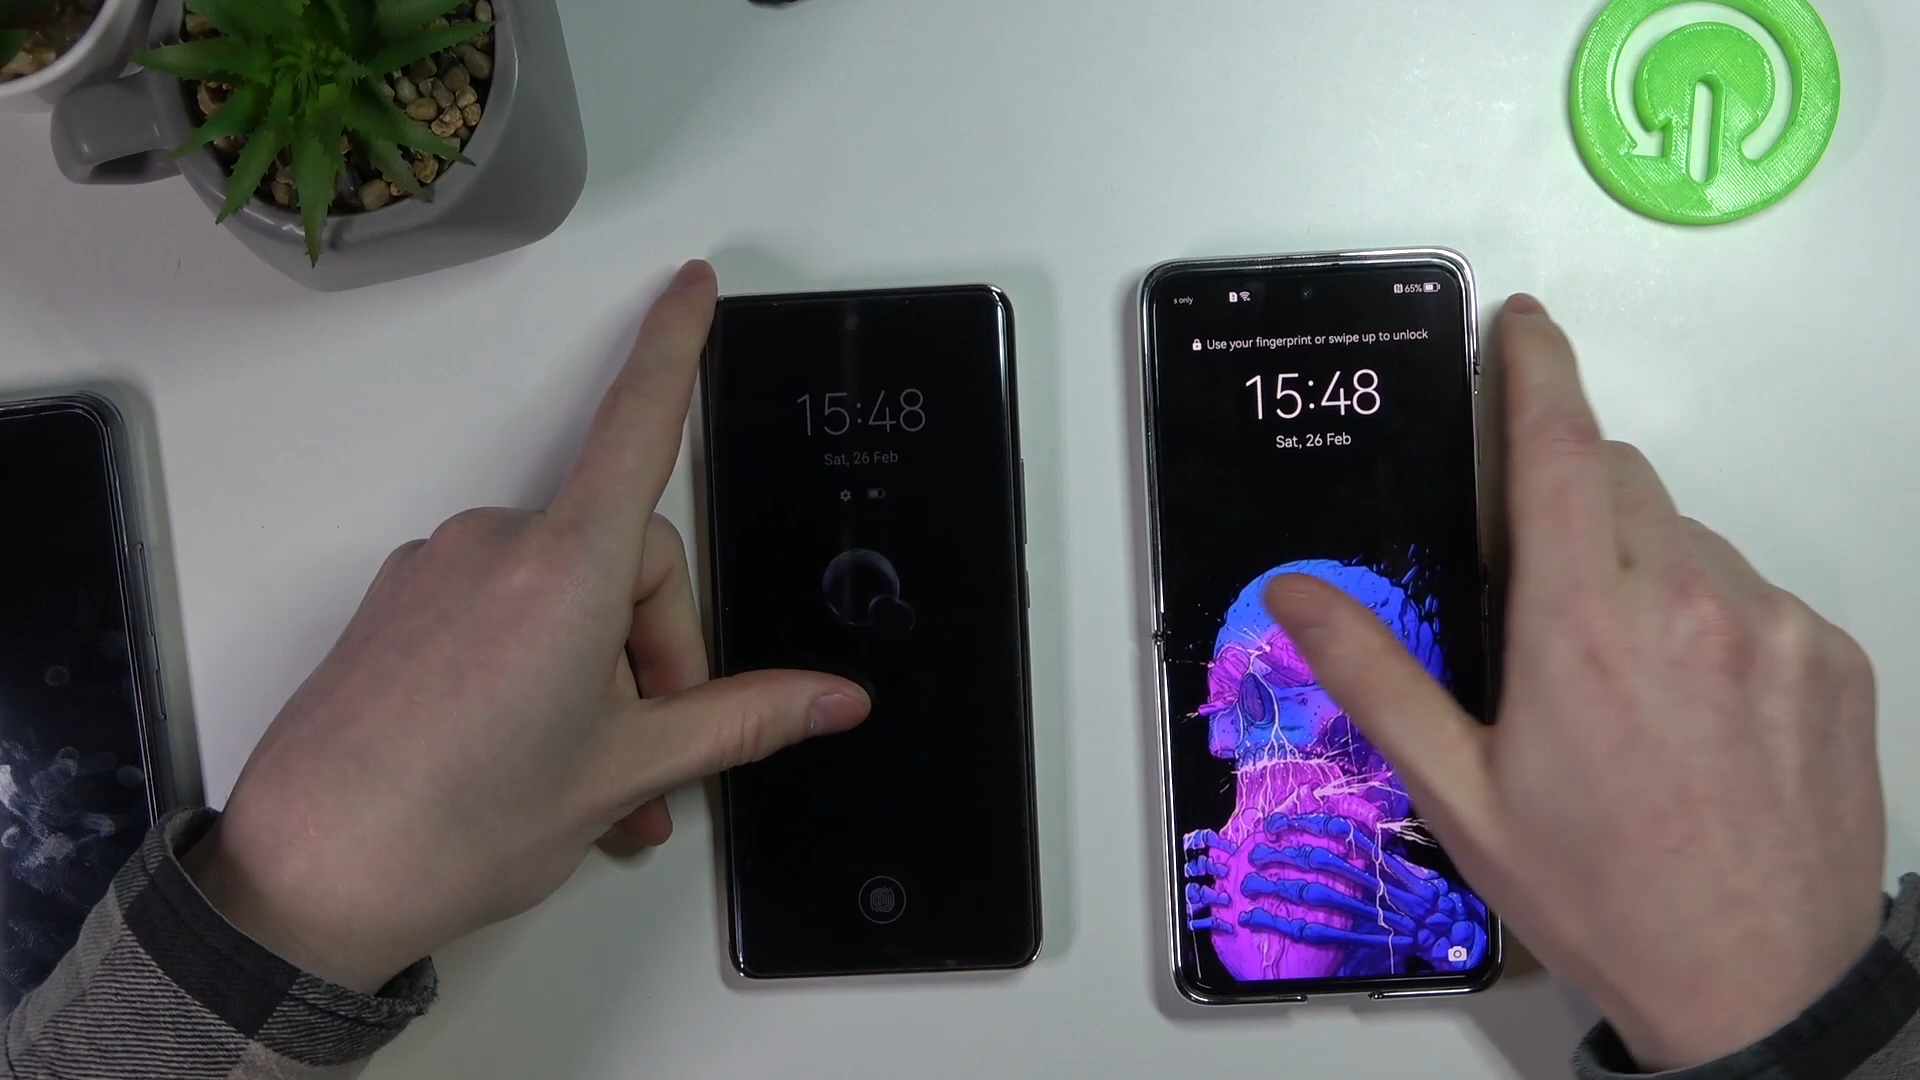 15:48
Sat, 26 Feb
s only
65%
Use your fingerprint or swipe up to unlock
15:48
Sat, 26 Feb